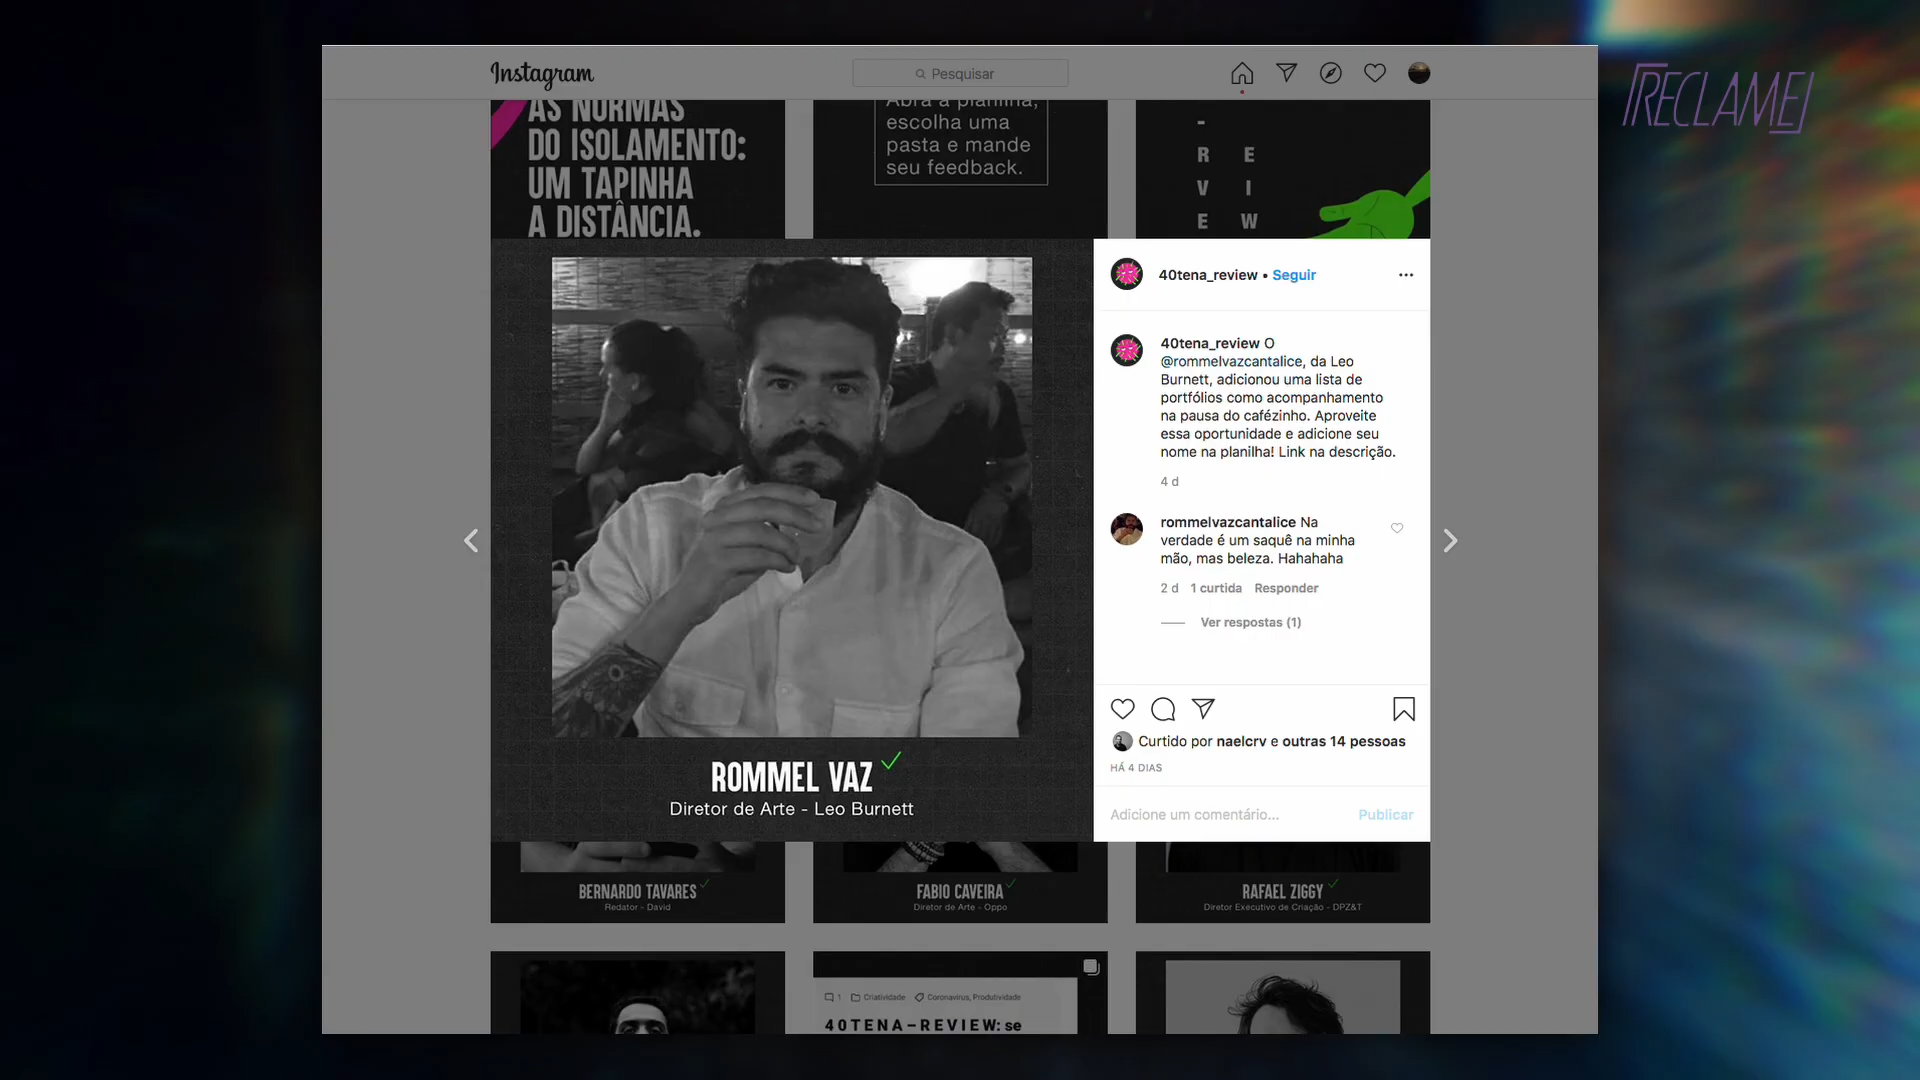 Instagram
Pesquisar
RECLAME
AS NORMAS
DO ISOLAMENTO:
UM TAPINHA
A DISTÂNCIA.
Abra a planilha,
escolha uma
pasta e mande
seu feedback.
-
R E
V I
E W
40tena_review • Seguir
40tena_review O
@rommelvazcantalice, da Leo
Burnett, adicionou uma lista de
portfólios como acompanhamento
na pausa do cafézinho. Aproveite
essa oportunidade e adicione seu
nome na planilha! Link na descrição.
4 d
rommelvazcantalice Na
verdade é um saquê na minha
mão, mas beleza. Hahahaha
2 d 1 curtida Responder
Ver respostas (1)
Curtido por naelcrv e outras 14 pessoas
HÁ 4 DIAS
Adicione um comentário... Publicar
ROMMEL VAZ
Diretor de Arte - Leo Burnett
BERNARDO TAVARES
Redator - David
FABIO CAVEIRA
Diretor de Arte - Oppo
RAFAEL ZIGGY
Diretor Executivo de Criação - DPZ&T
1 Criatividade Coronavírus, Produtividade
40TENA-REVIEW: se